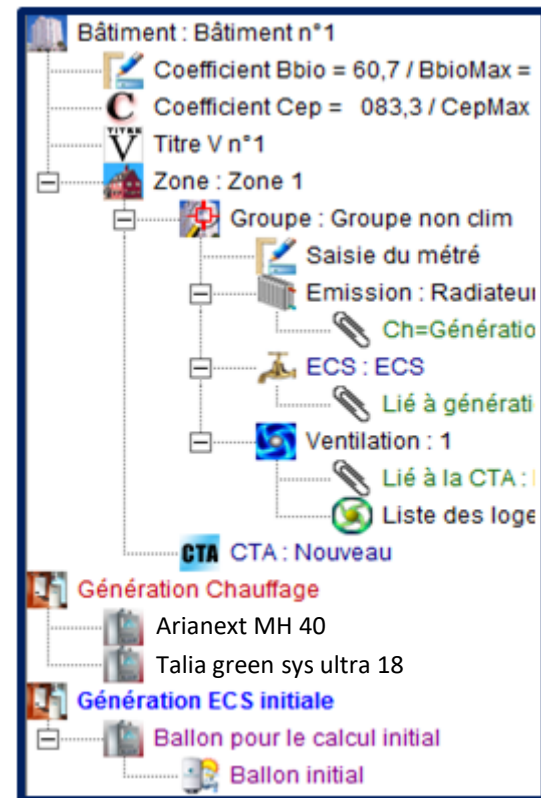 Bâtiment : Bâtiment n°1
Coefficient Bbio = 60,7 / BbioMax =
C Coefficient Cep = 083,3 / CepMax
TITRE V Titre V n°1
Zone : Zone 1
Groupe : Groupe non clim
Saisie du métré
Emission : Radiateur
Ch=Génératio
ECS : ECS
Lié à générati
Ventilation : 1
Lié à la CTA :
Liste des loge
CTA CTA : Nouveau
Génération Chauffage
Arianext MH 40
Talia green sys ultra 18
Génération ECS initiale
Ballon pour le calcul initial
Ballon initial